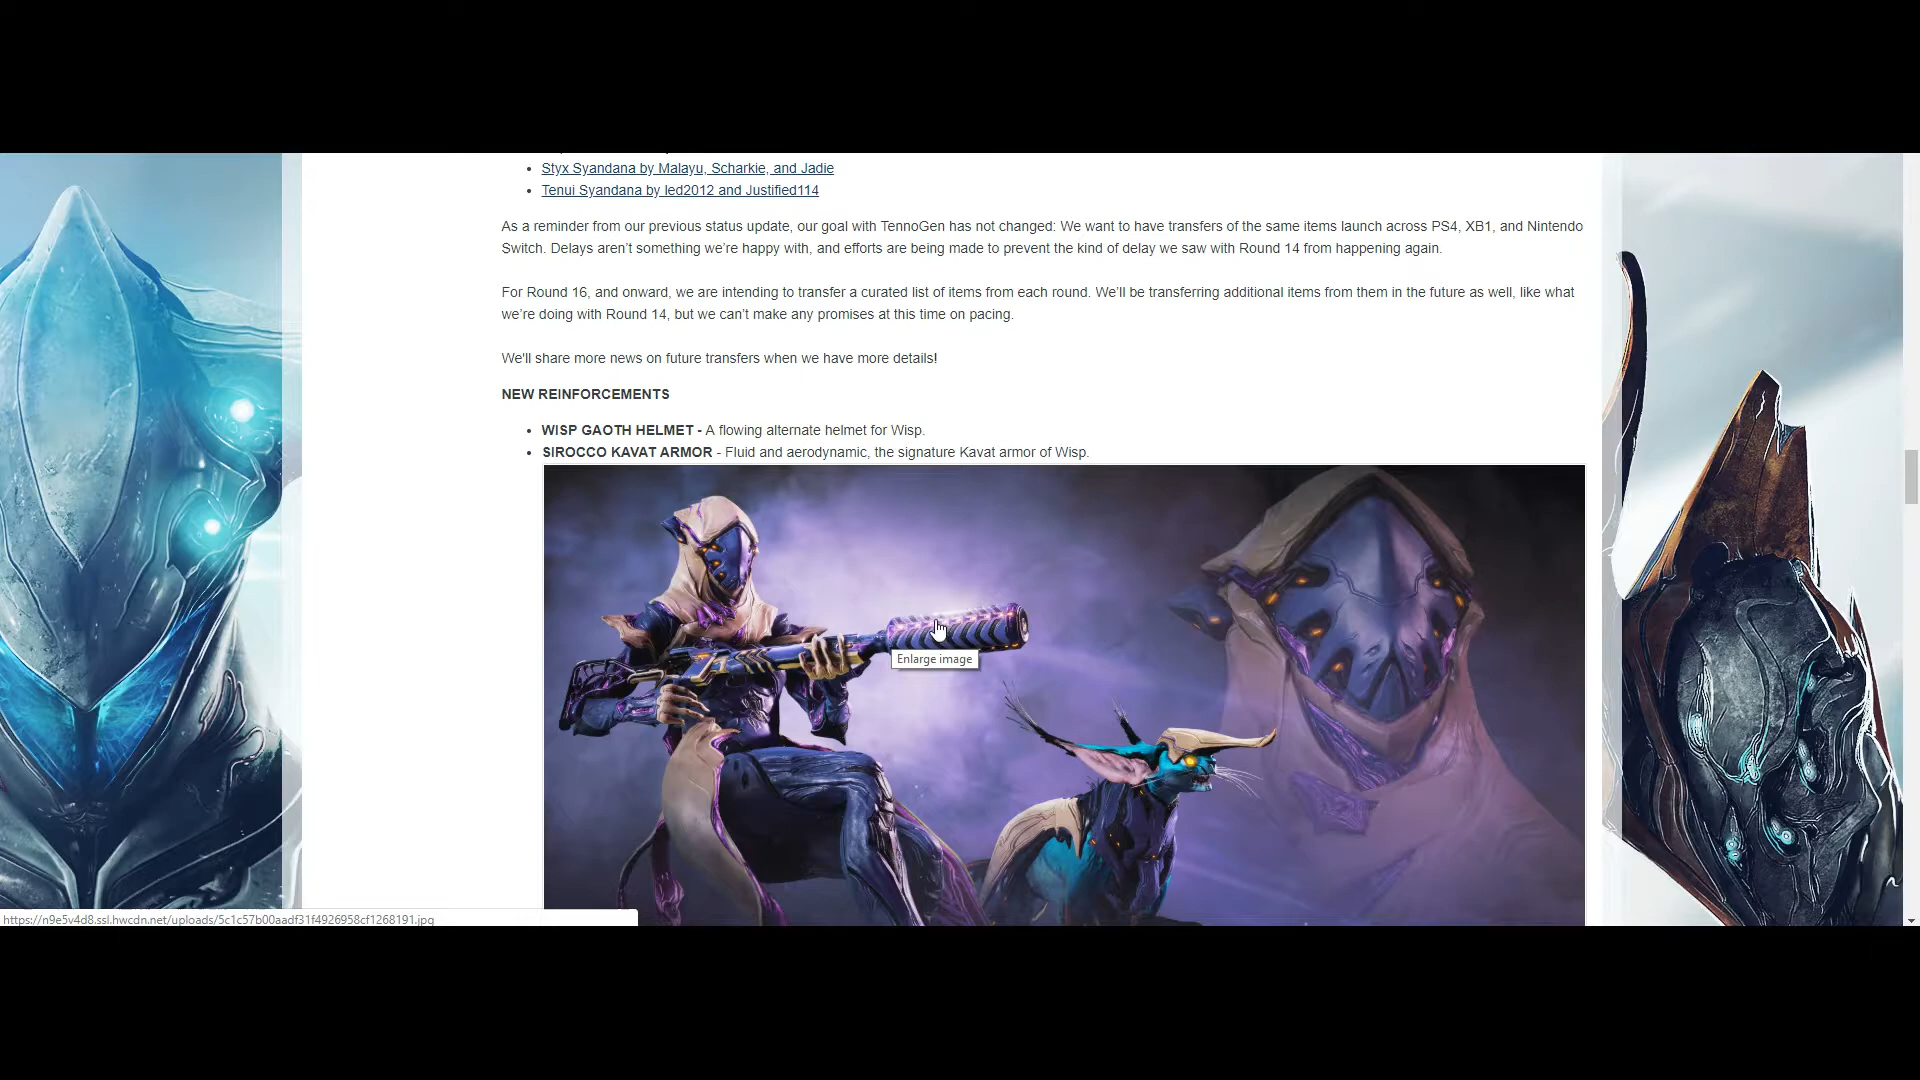 Styx Syandana by Malayu, Scharkie, and Jadie
Tenui Syandana by led2012 and Justified114
As a reminder from our previous status update, our goal with TennoGen has not changed: We want to have transfers of the same items launch across PS4, XB1, and Nintendo
Switch. Delays aren’t something we’re happy with, and efforts are being made to prevent the kind of delay we saw with Round 14 from happening again.
For Round 16, and onward, we are intending to transfer a curated list of items from each round. We’ll be transferring additional items from them in the future as well, like what
we’re doing with Round 14, but we can’t make any promises at this time on pacing.
We'll share more news on future transfers when we have more details!
NEW REINFORCEMENTS
WISP GAOTH HELMET - A flowing alternate helmet for Wisp.
SIROCCO KAVAT ARMOR - Fluid and aerodynamic, the signature Kavat armor of Wisp.
Enlarge image
https://n9e5v4d8.ssl.hwcdn.net/uploads/5c1c57b00aadf31f4926958cf1268191.jpg